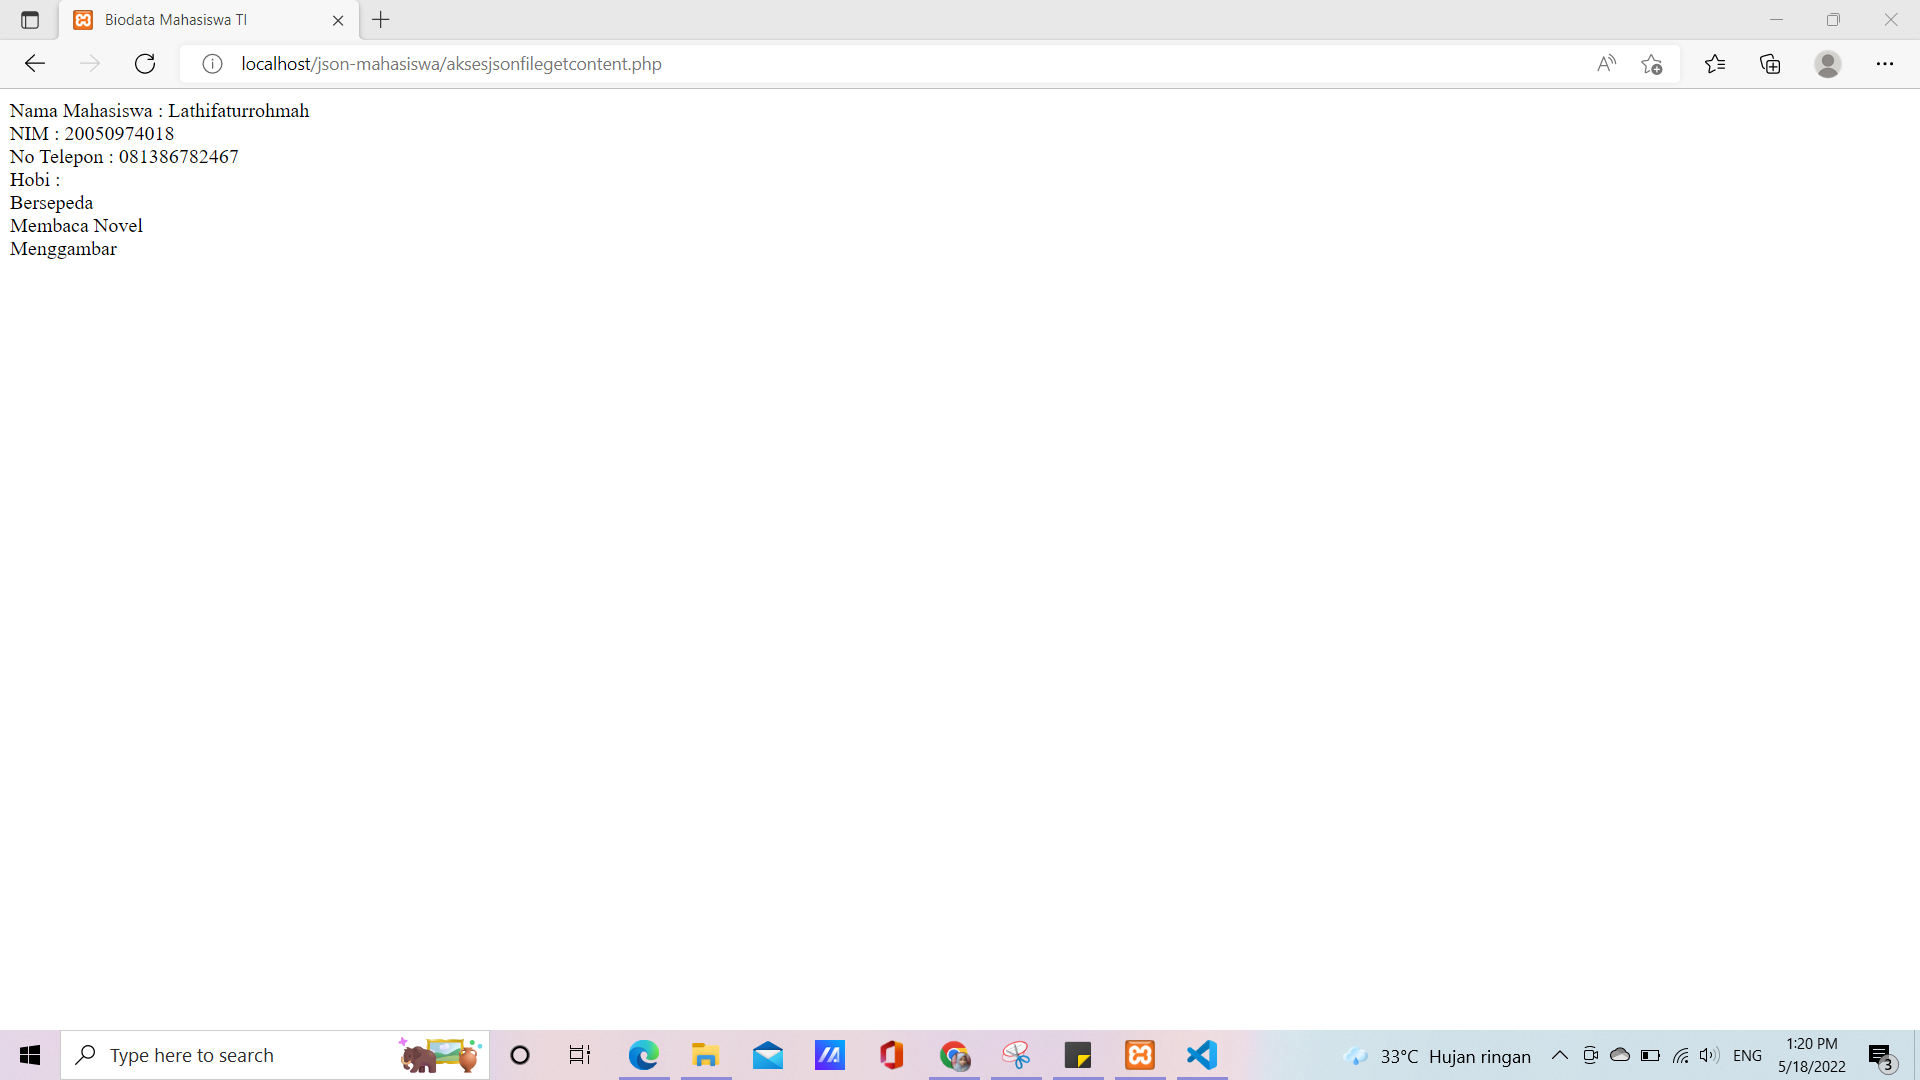 Biodata Mahasiswa TI
localhost/json-mahasiswa/aksesjsonfilegetcontent.php
Nama Mahasiswa : Lathifaturrohmah
NIM : 20050974018
No Telepon : 081386782467
Hobi :
Bersepeda
Membaca Novel
Menggambar
Type here to search
33°C Hujan ringan
ENG
1:20 PM
5/18/2022
3